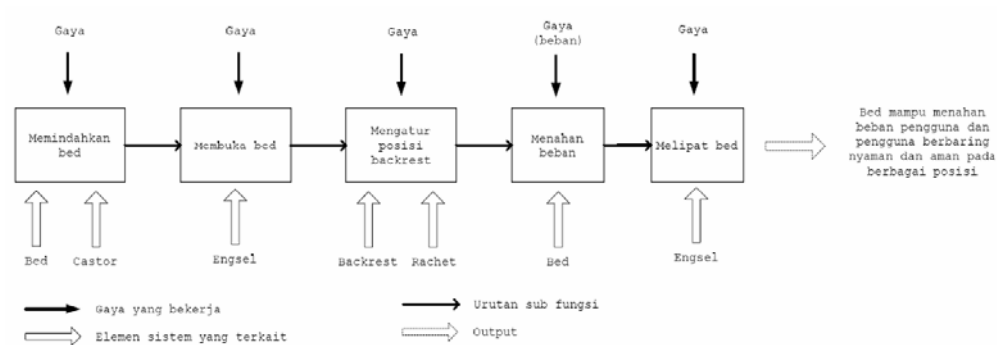 Gaya
Gaya
Gaya
Gaya
(beban)
Gaya
Memindahkan
bed
Membuka bed
Mengatur
posisi
backrest
Menahan
beban
Melipat bed
Bed mampu menahan
beban pengguna dan
pengguna berbaring
nyaman dan aman pada
berbagai posisi
Bed
Castor
Engsel
Backrest
Rachet
Bed
Engsel
Gaya yang bekerja
Urutan sub fungsi
Elemen sistem yang terkait
Output